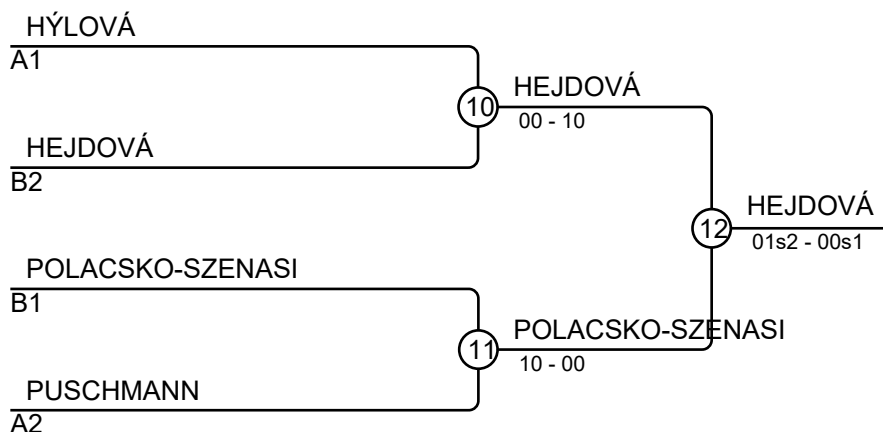 HÝLOVÁ
A1
10
HEJDOVÁ
00 - 10
HEJDOVÁ
B2
12
HEJDOVÁ
01s2 - 00s1
POLACSKO-SZENASI
B1
11
POLACSKO-SZENASI
10 - 00
PUSCHMANN
A2